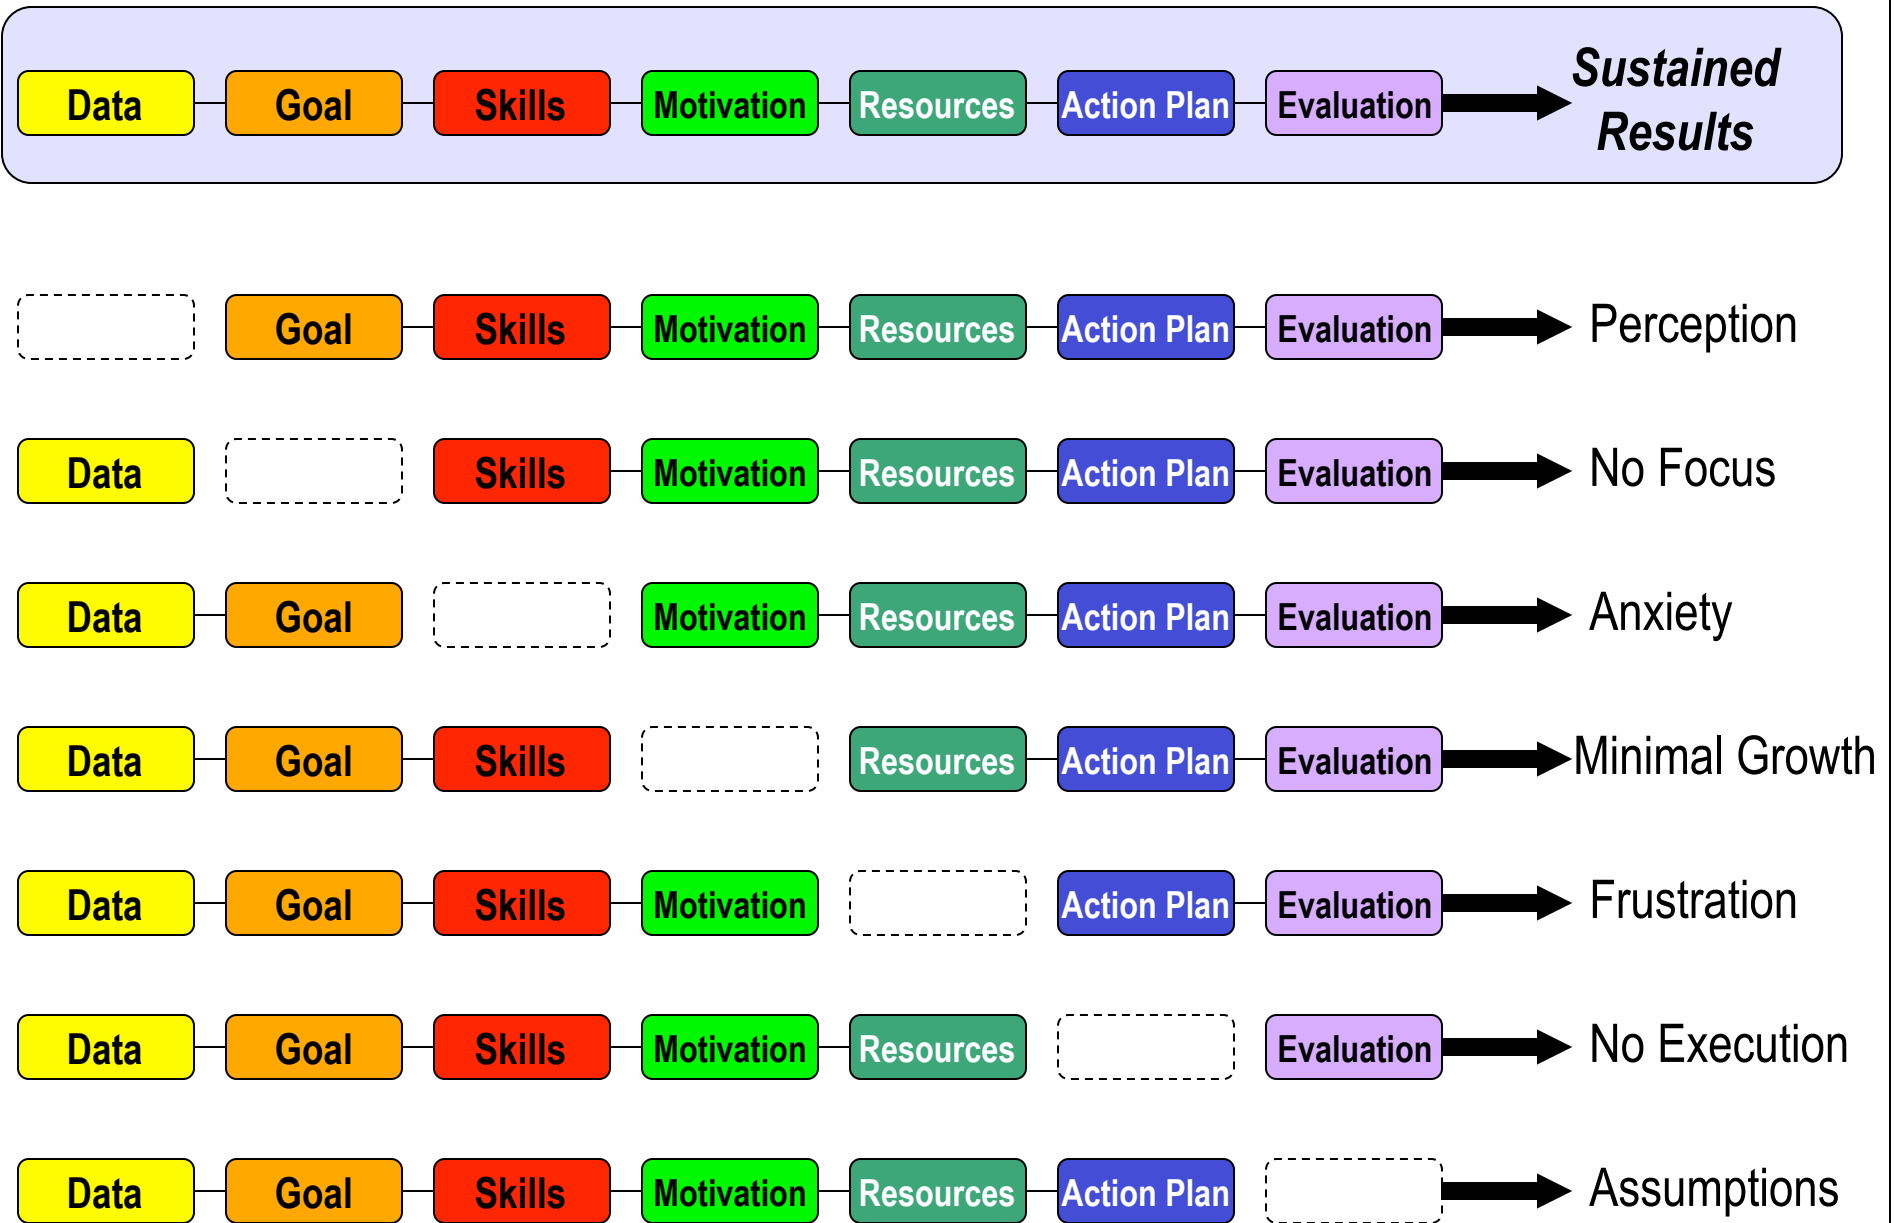 Data Goal Skills Motivation Resources Action Plan Evaluation Sustained
Results
Goal Skills Motivation Resources Action Plan Evaluation Perception
Data Skills Motivation Resources Action Plan Evaluation No Focus
Data Goal Motivation Resources Action Plan Evaluation Anxiety
Data Goal Skills Resources Action Plan Evaluation Minimal Growth
Data Goal Skills Motivation Action Plan Evaluation Frustration
Data Goal Skills Motivation Resources Evaluation No Execution
Data Goal Skills Motivation Resources Action Plan Assumptions